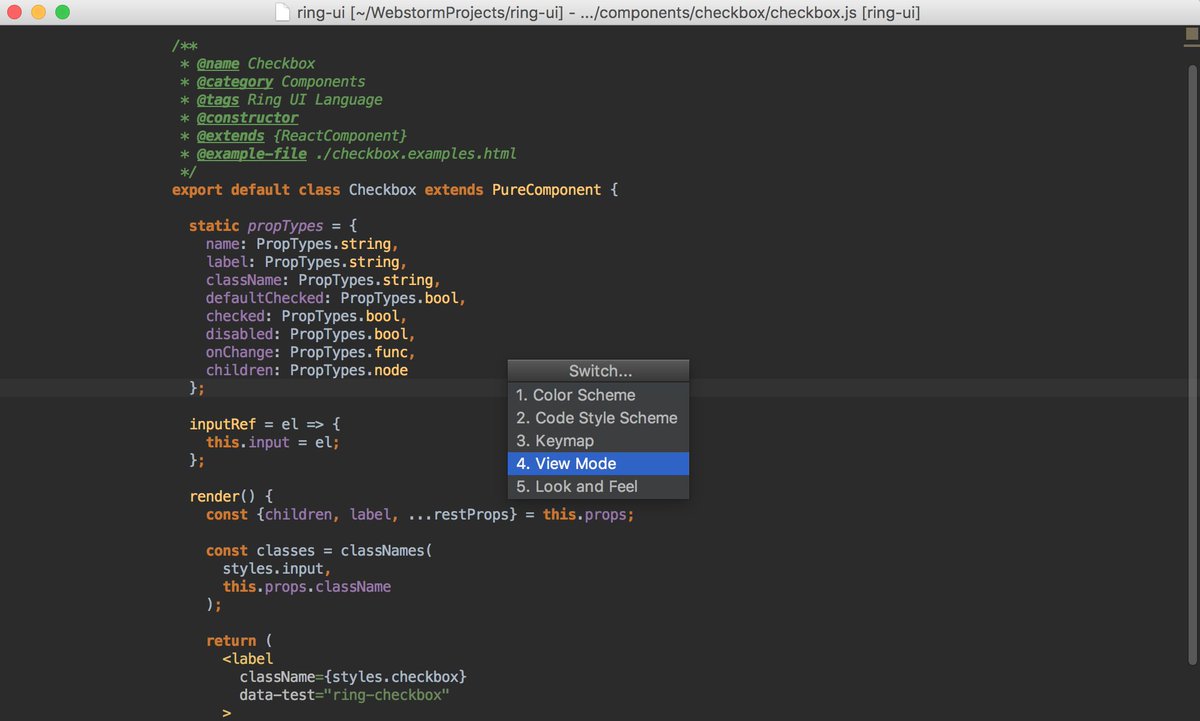 ring-ui [~/WebstormProjects/ring-ui] - .../components/checkbox/checkbox.js [ring-ui]
/**
 * @name Checkbox
 * @category Components
 * @tags Ring UI Language
 * @constructor
 * @extends {ReactComponent}
 * @example-file ./checkbox.examples.html
 */
export default class Checkbox extends PureComponent {
  static propTypes = {
    name: PropTypes.string,
    label: PropTypes.string,
    className: PropTypes.string,
    defaultChecked: PropTypes.bool,
    checked: PropTypes.bool,
    disabled: PropTypes.bool,
    onChange: PropTypes.func,
    children: PropTypes.node
  };
  inputRef = el => {
    this.input = el;
  };
  render() {
    const {children, label, ...restProps} = this.props;
    const classes = classNames(
      styles.input,
      this.props.className
    );
    return (
      <label
        className={styles.checkbox}
        data-test="ring-checkbox"
      >
Switch...
1. Color Scheme
2. Code Style Scheme
3. Keymap
4. View Mode
5. Look and Feel